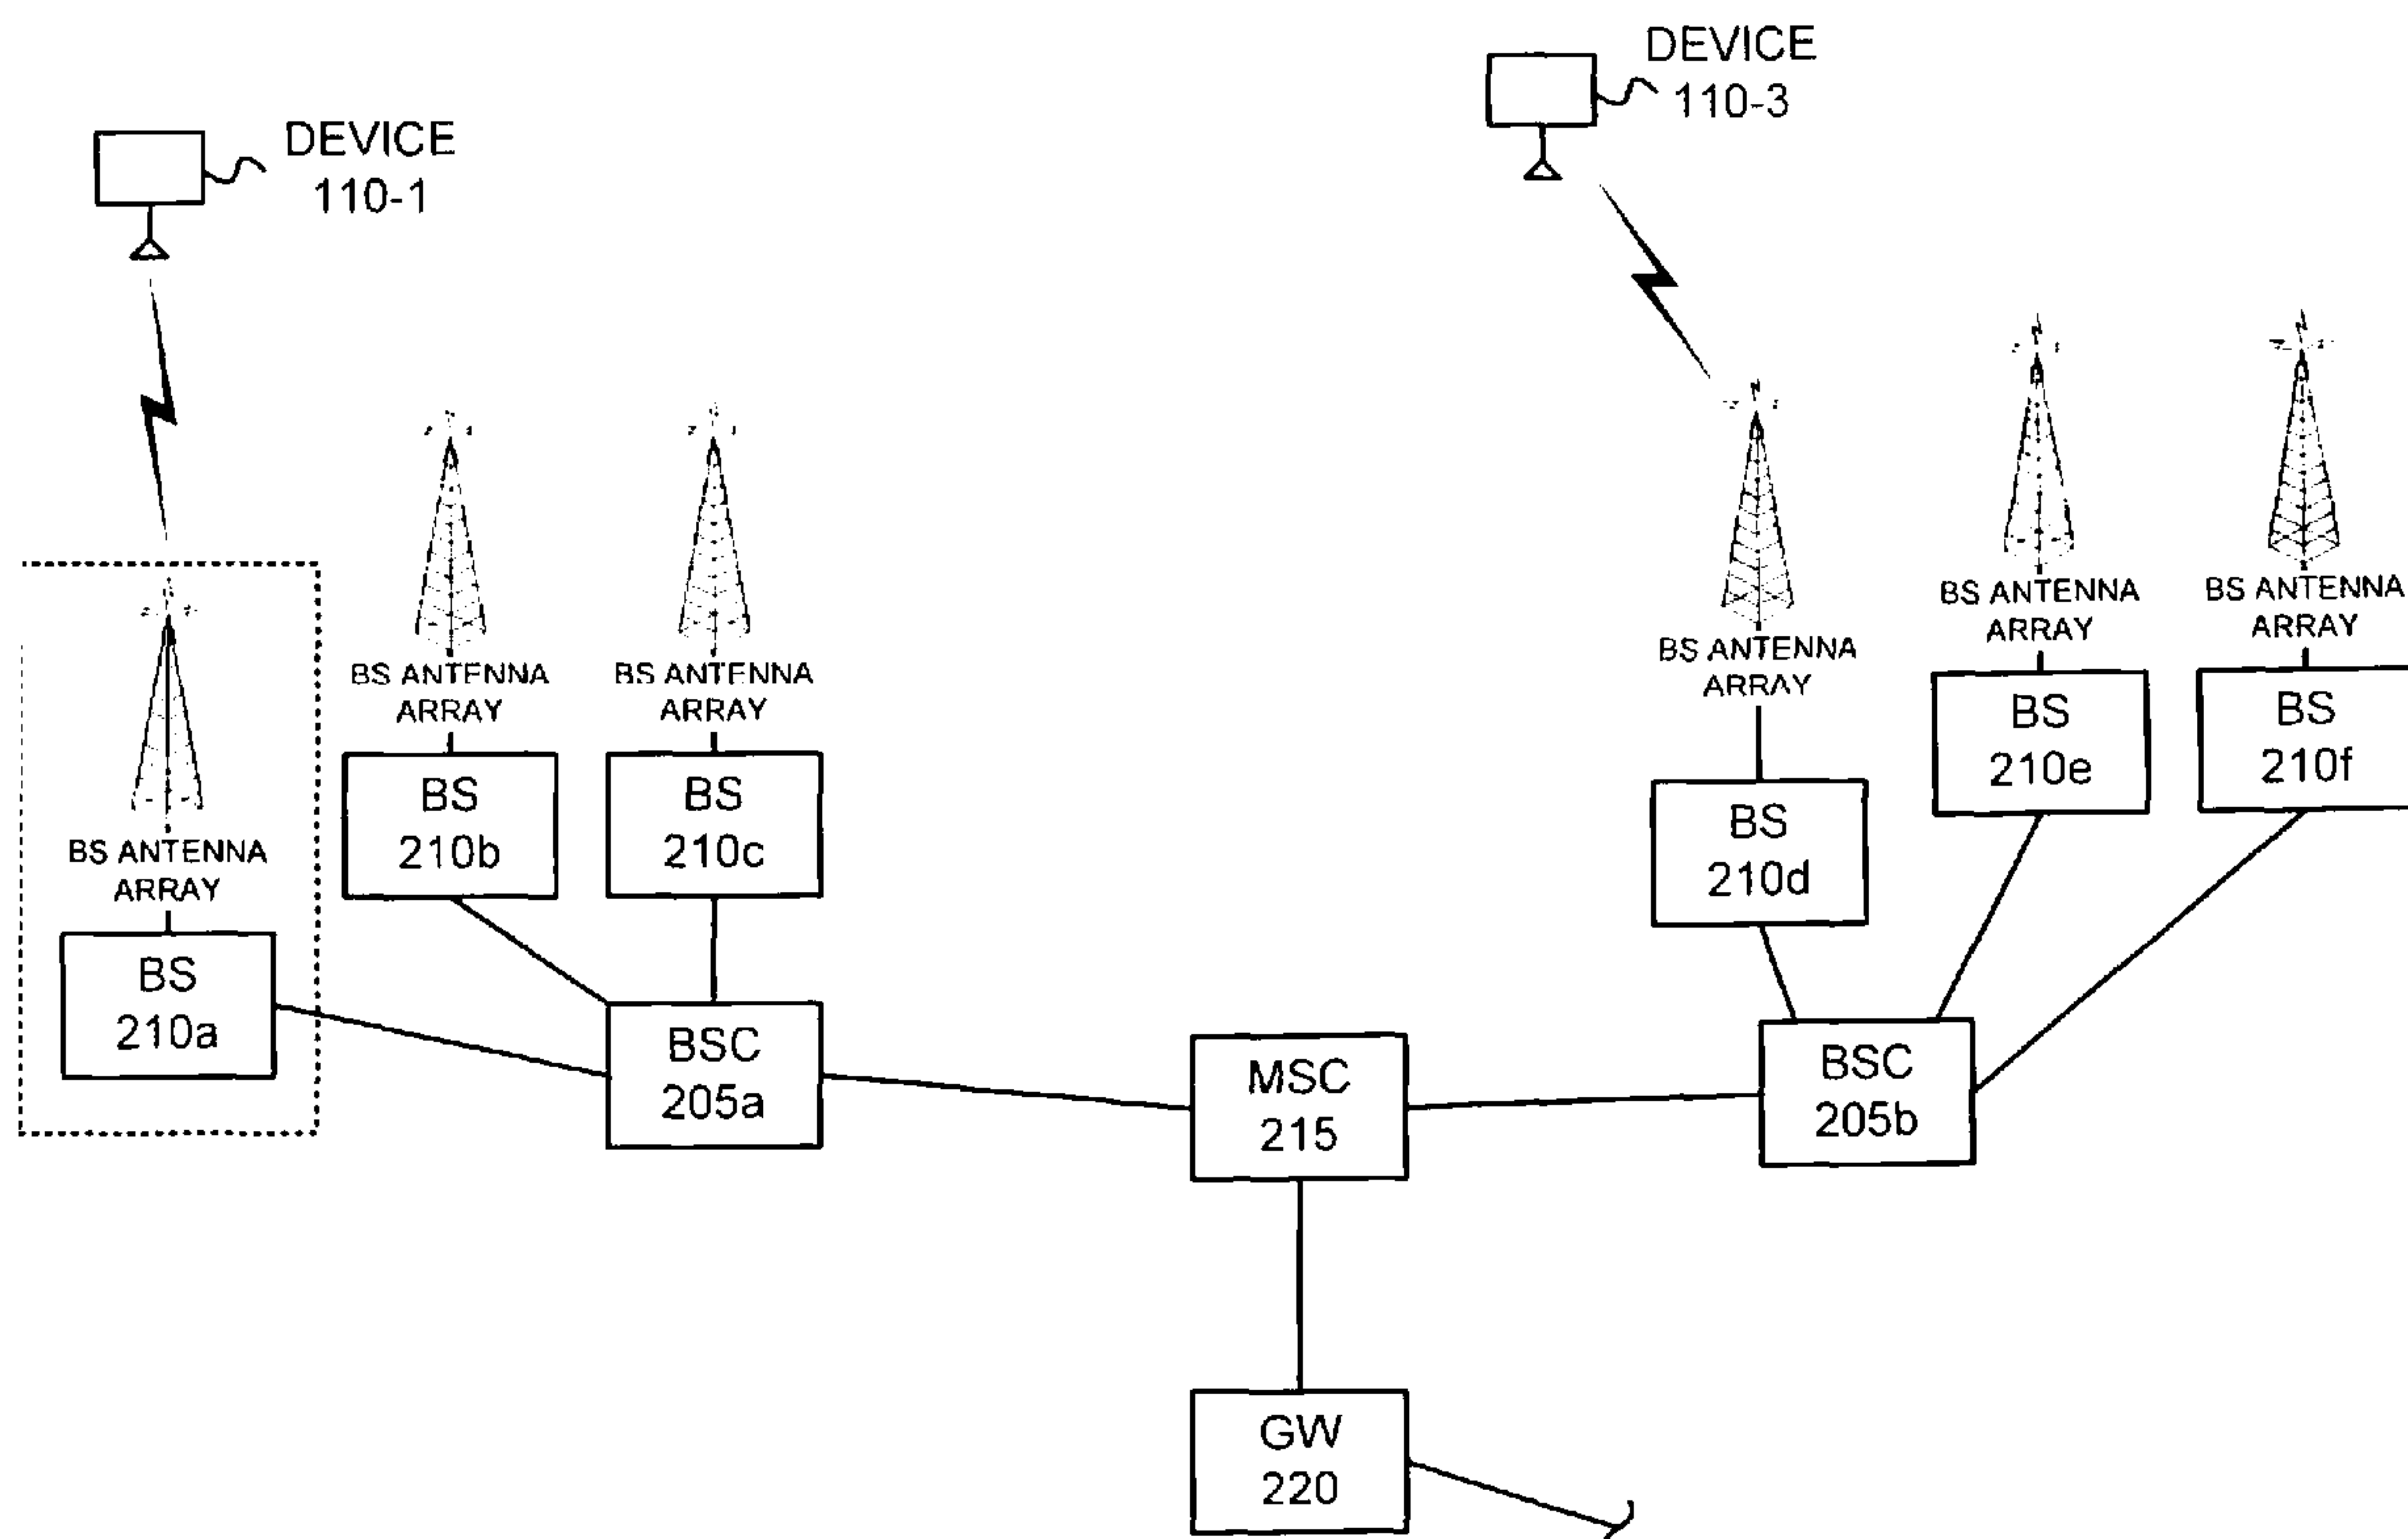 DEVICE
110-1
DEVICE
110-3
BS ANTENNA
ARRAY
BS
210a
BS ANTENNA
ARRAY
BS
210b
BS ANTENNA
ARRAY
BS
210c
BS ANTENNA
ARRAY
BS
210d
BS ANTENNA
ARRAY
BS
210e
BS ANTENNA
ARRAY
BS
210f
BSC
205a
MSC
215
BSC
205b
GW
220